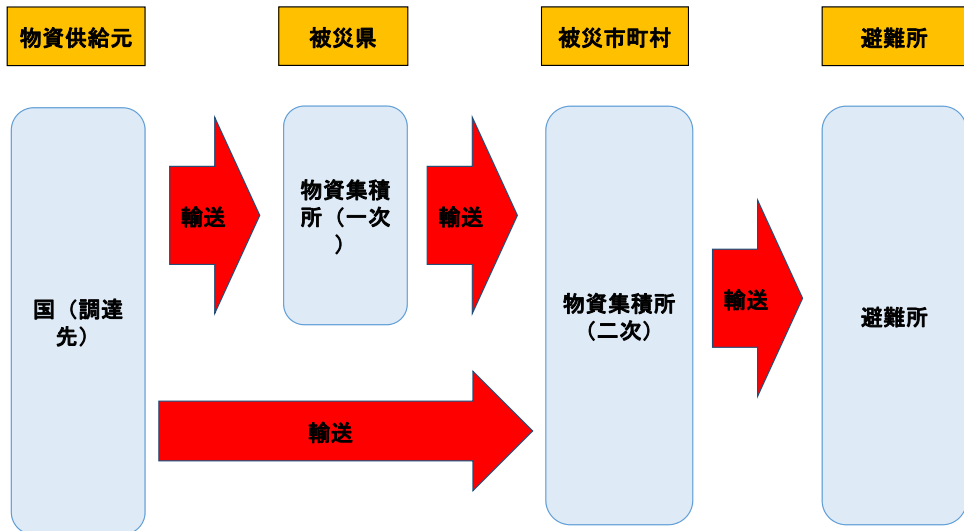 物資供給元
被災県
被災市町村
避難所
国（調達
先）
輸送
物資集積
所（一次
）
輸送
輸送
物資集積所
（二次）
輸送
避難所